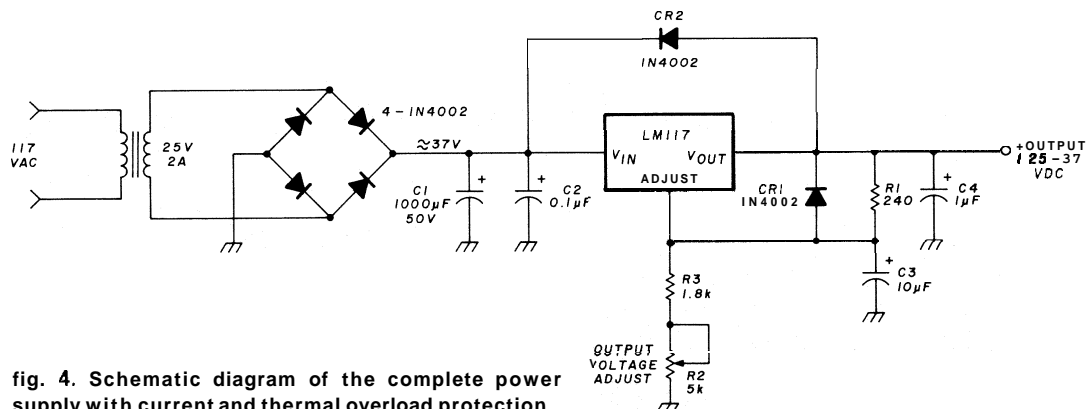 CR2
1N4002
4-1N4002
117
VAC
25V
2A
≈37V
C1
1000µF
50V
C2
0.1µF
LM117
VIN
VOUT
ADJUST
CR1
1N4002
R1
240
C4
1µF
+OUTPUT
1 25-37
VDC
R3
1.8k
C3
10µF
OUTPUT
VOLTAGE
ADJUST
R2
5k
fig. 4. Schematic diagram of the complete power
supply with current and thermal overload protection